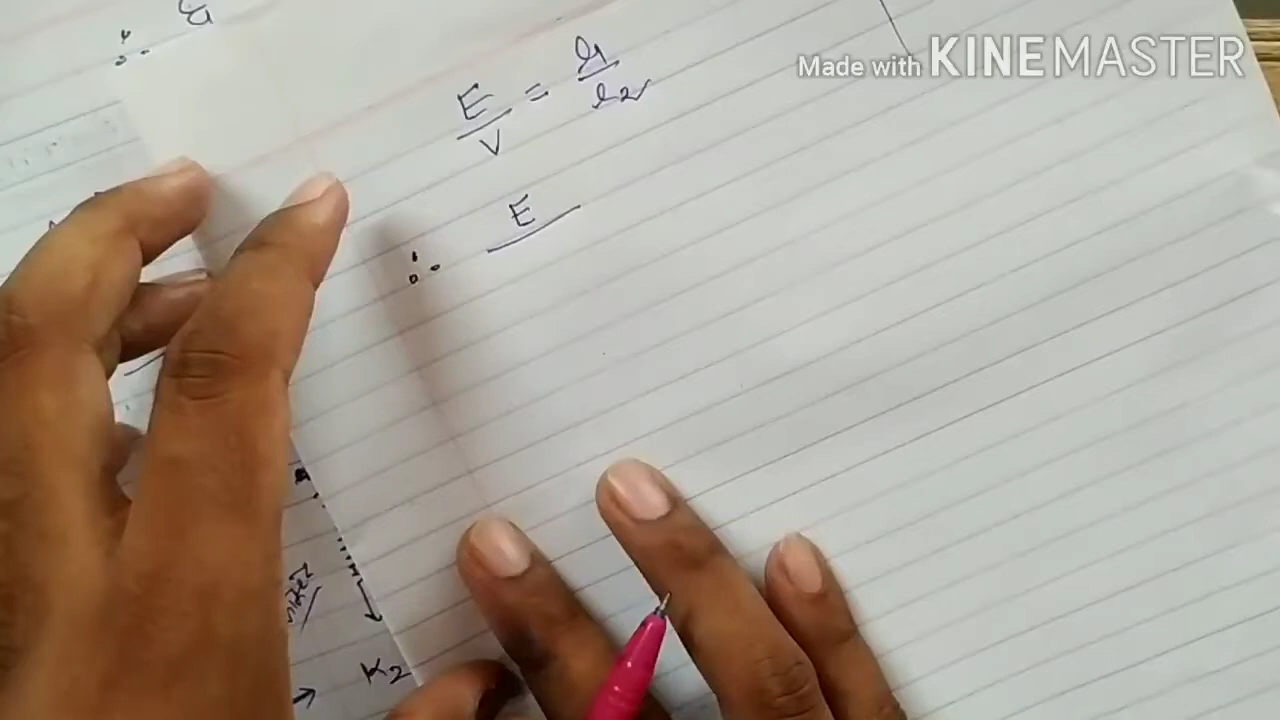 Made with KINEMASTER
E/V = l1/l2
∴ E
K2